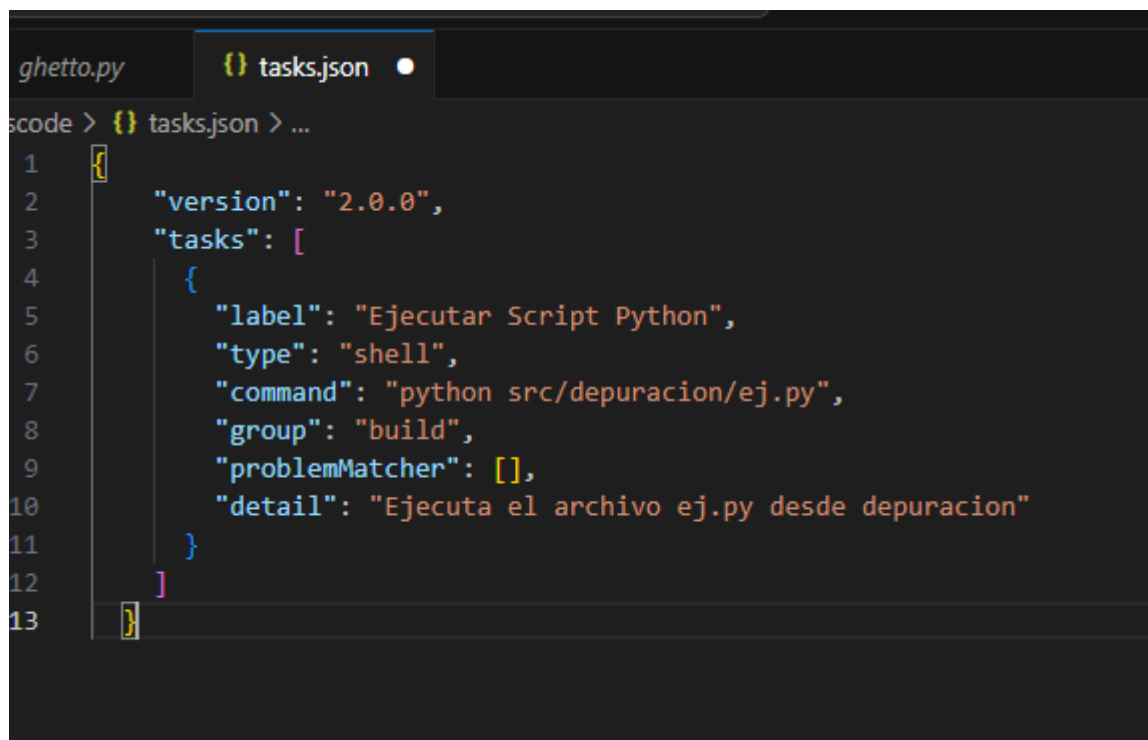 ghetto.py {} tasks.json
scode > {} tasks.json > ...
1 {
2 "version": "2.0.0",
3 "tasks": [
4 {
5 "label": "Ejecutar Script Python",
6 "type": "shell",
7 "command": "python src/depuracion/ej.py",
8 "group": "build",
9 "problemMatcher": [],
10 "detail": "Ejecuta el archivo ej.py desde depuracion"
11 }
12 ]
13 }